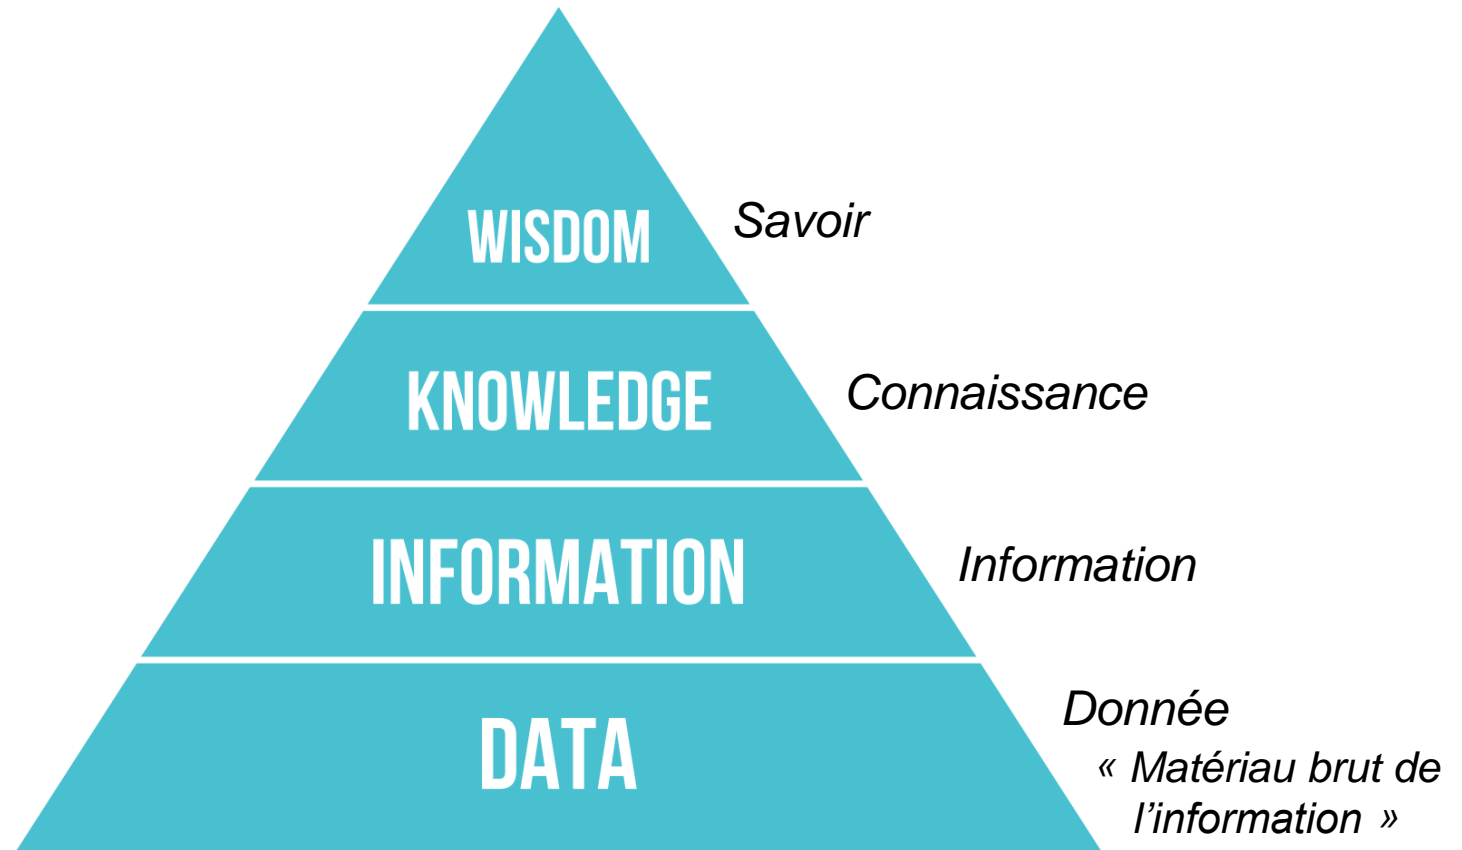 WISDOM
Savoir
KNOWLEDGE
Connaissance
INFORMATION
Information
DATA
Donnée
« Matériau brut de
l’information »